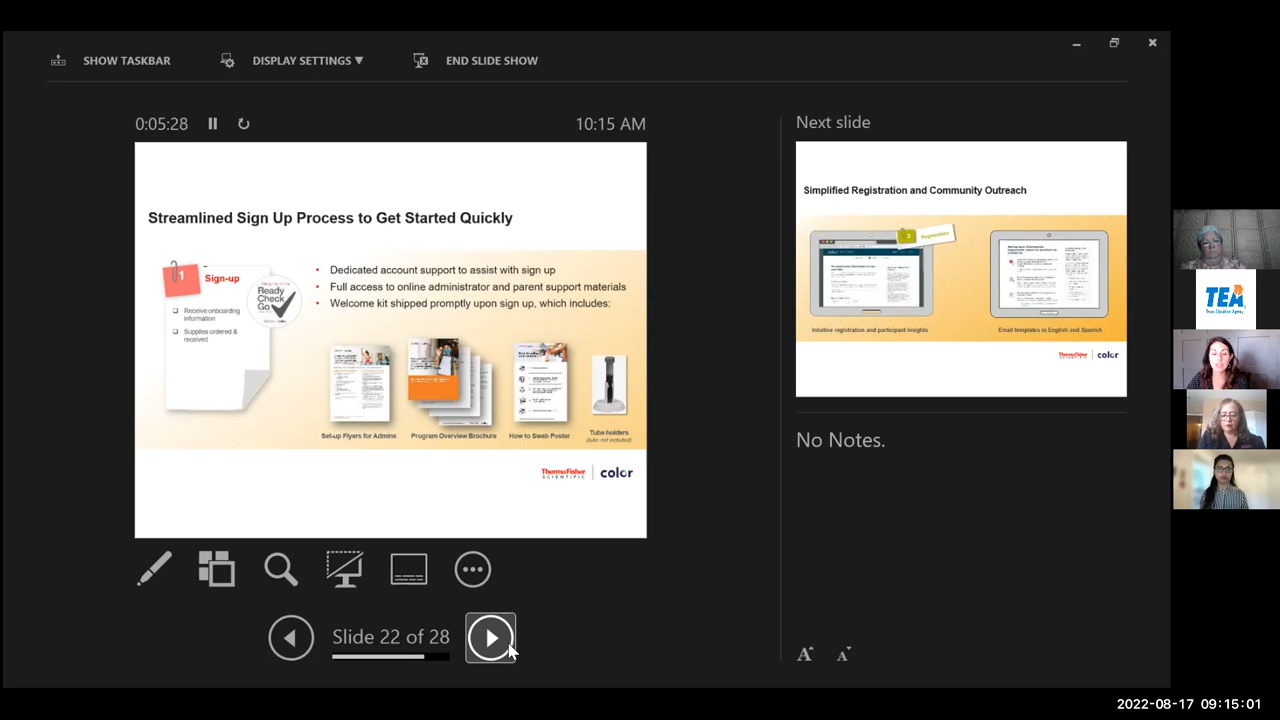 SHOW TASKBAR
DISPLAY SETTINGS ▼
END SLIDE SHOW
0:05:28
10:15 AM
Streamlined Sign Up Process to Get Started Quickly
1
Sign-up
Receive onboarding
information
Supplies ordered &
received
Ready
Check
Go
• Dedicated account support to assist with sign up
• Full access to online administrator and parent support materials
• Welcome kit shipped promptly upon sign up, which includes:
Set-up Flyers for Admins
Program Overview Brochure
How to Swab Poster
Tube holders
(tube not included)
ThermoFisher
SCIENTIFIC
color
Slide 22 of 28
Next slide
Simplified Registration and Community Outreach
Registration
Intuitive registration and participant insights
Email templates in English and Spanish
ThermoFisher
SCIENTIFIC
color
No Notes.
A A
TEA
Texas Education Agency
2022-08-17 09:15:01